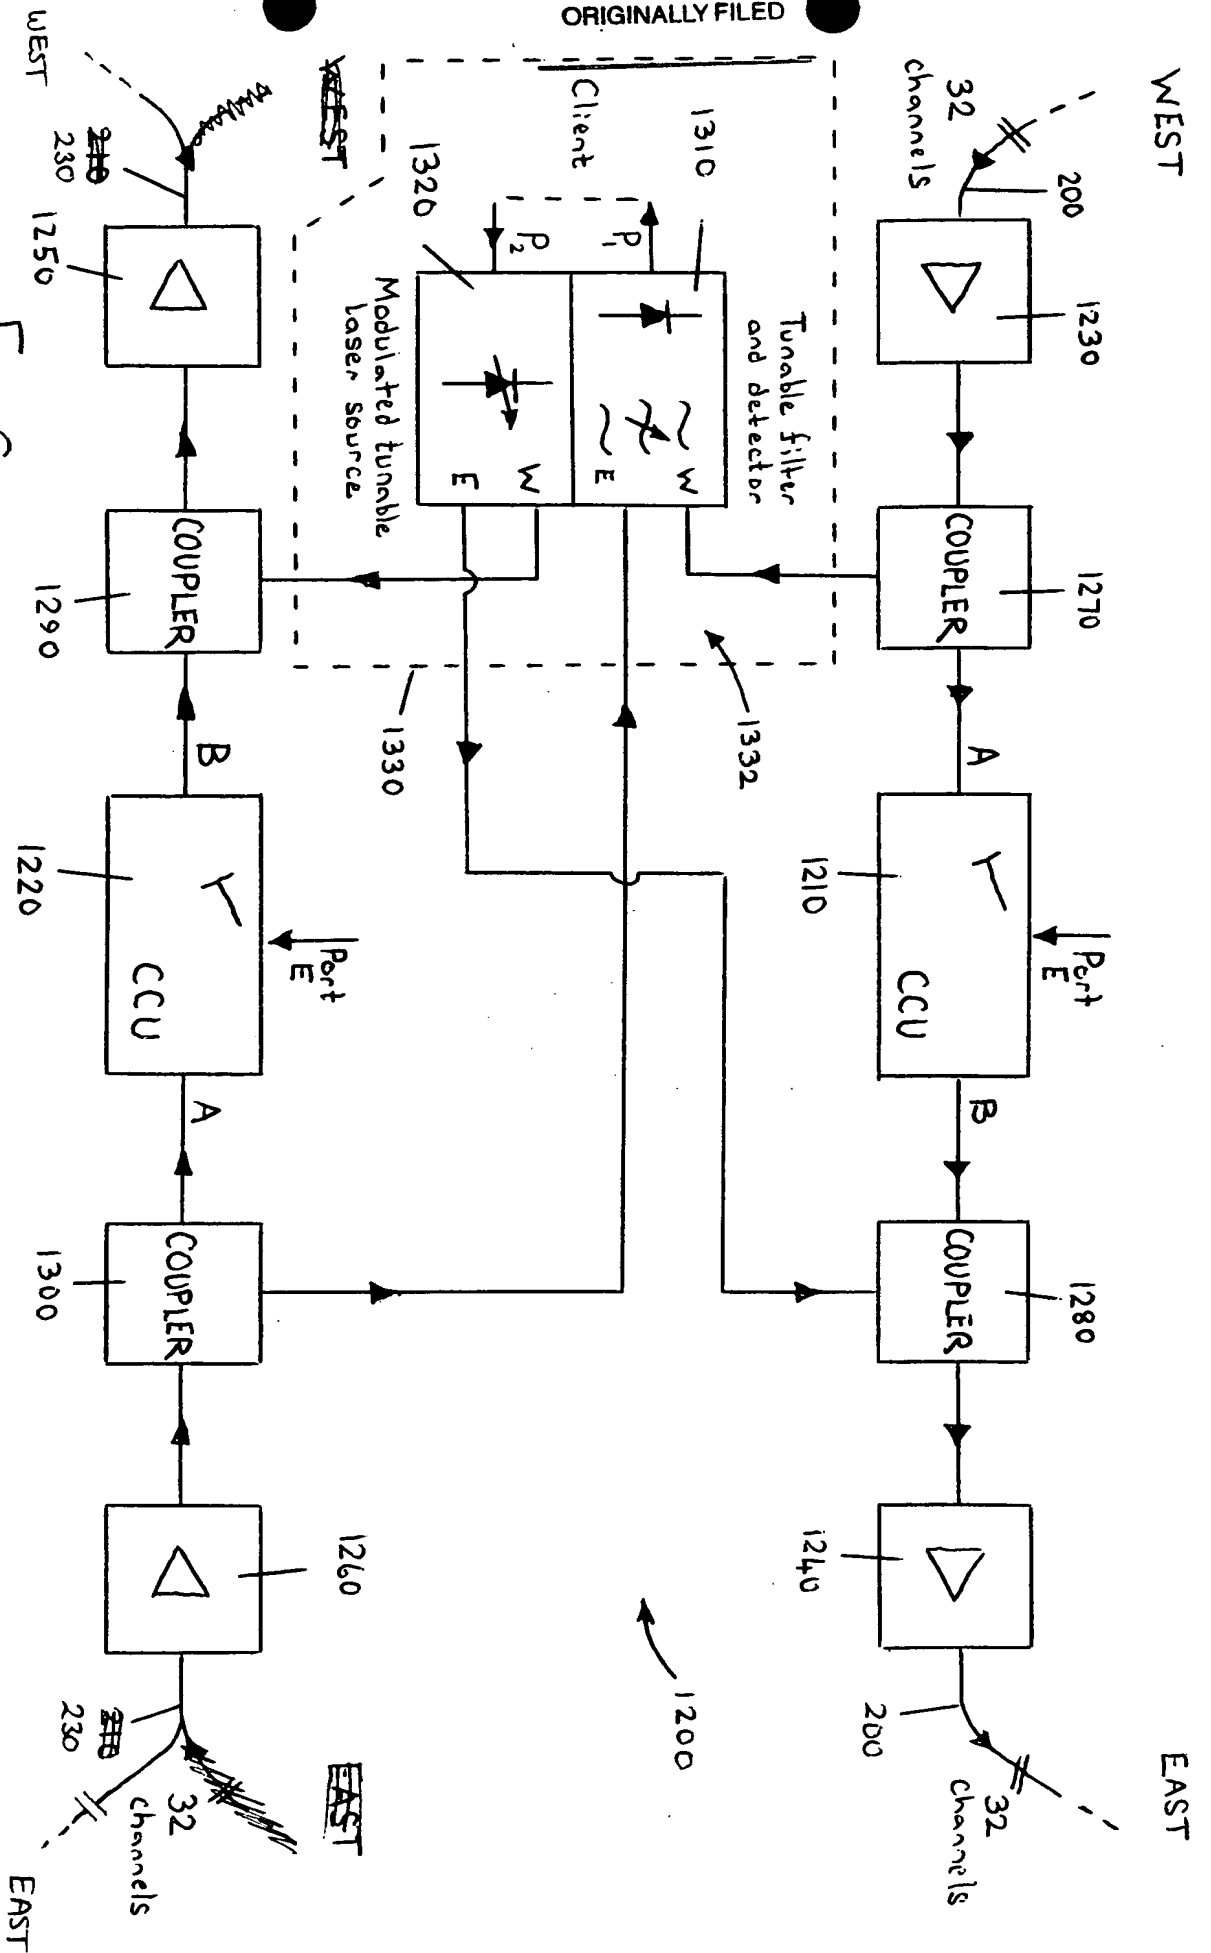 ORIGINALLY FILED
WEST
EAST
32
channels
200
1230
COUPLER
1270
A
1210
CCU
Port
E
B
COUPLER
1280
1240
200
32
channels
Client
1310
P1
P2
1320
Tunable filter
and detector
W
E
W
E
Modulated tunable
laser source
1332
1330
1200
WEST
EAST
WEST
230
1250
COUPLER
1290
B
1220
CCU
Port
E
A
COUPLER
1300
1260
230
32
channels
EAST